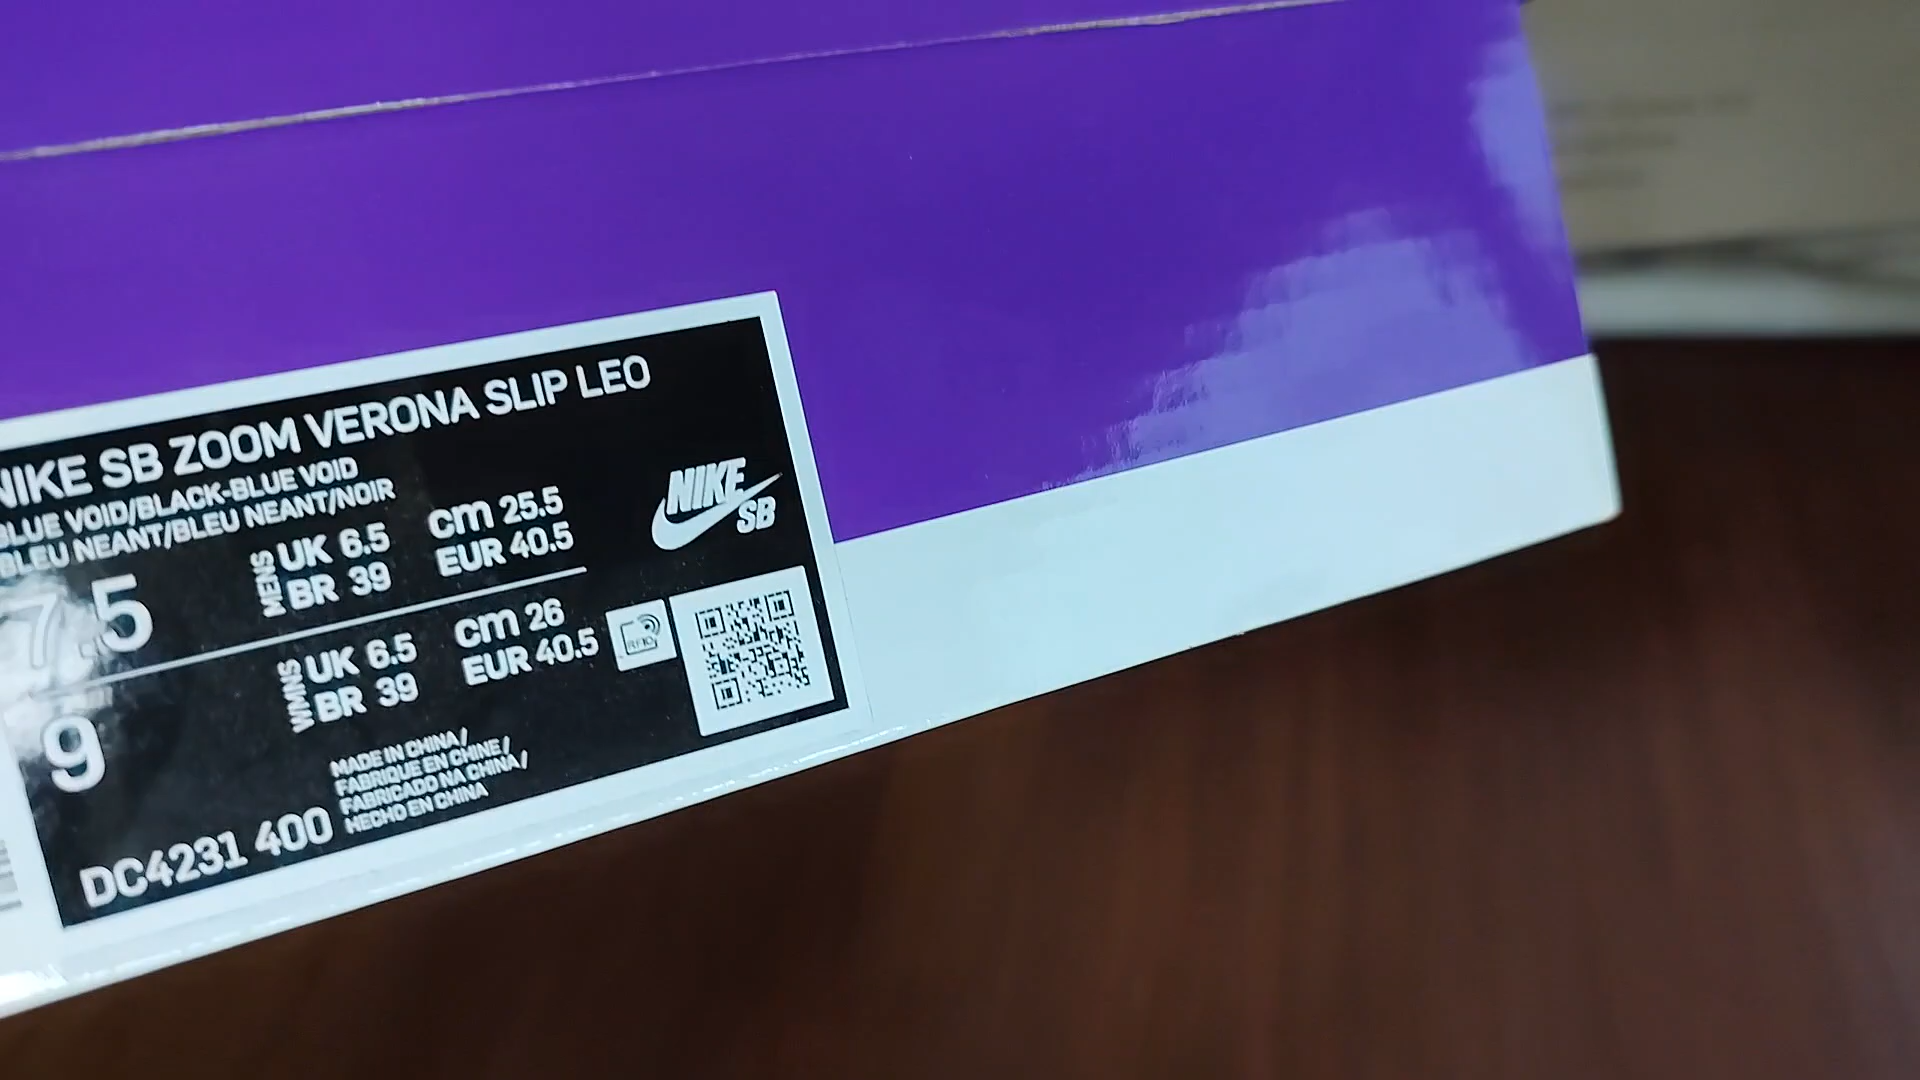 NIKE SB ZOOM VERONA SLIP LEO
BLUE VOID/BLACK-BLUE VOID
BLEU NEANT/BLEU NEANT/NOIR
7.5
MENS
UK 6.5
BR 39
cm 25.5
EUR 40.5
NIKE
SB
9
WMNS
UK 6.5
BR 39
cm 26
EUR 40.5
RFID
DC4231 400
MADE IN CHINA/
FABRIQUE EN CHINE/
FABRICADO NA CHINA/
HECHO EN CHINA